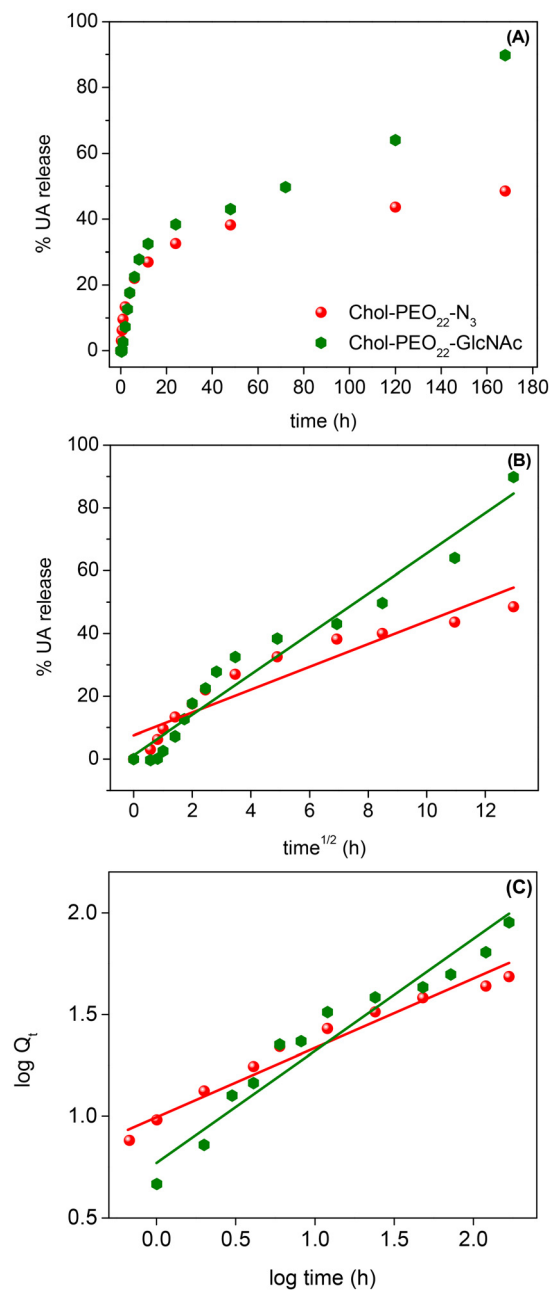 (A)
100
80
60
40
20
0
% UA release
Chol-PEO₂₂-N₃
Chol-PEO₂₂-GlcNAc
0 20 40 60 80 100 120 140 160 180
time (h)
(B)
100
80
60
40
20
0
% UA release
0 2 4 6 8 10 12
time¹ᐟ² (h)
(C)
2.0
1.5
1.0
0.5
log Qₜ
0.0 0.5 1.0 1.5 2.0
log time (h)